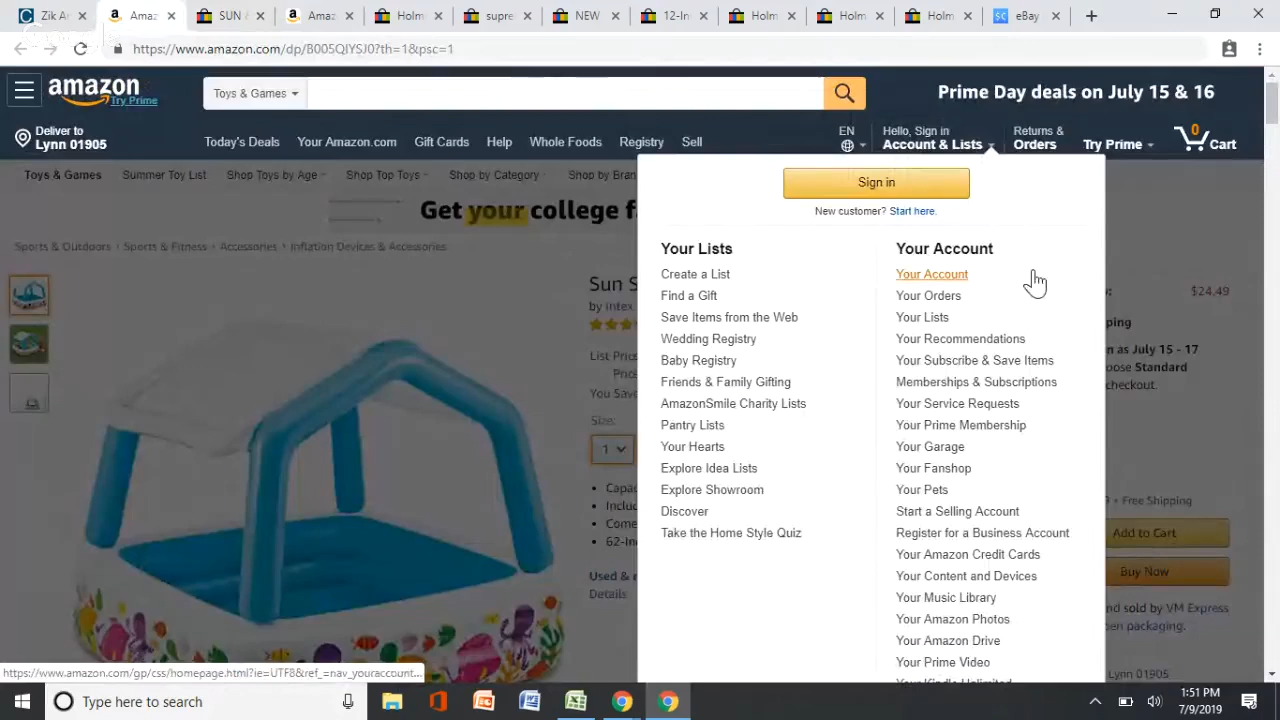 Zik A
Amaz
SUN &
Amaz
Holm
supre
NEW
12-In
Holm
Holm
Holm
eBay
https://www.amazon.com/dp/B005QIYSJ0?th=1&psc=1
amazon
Try Prime
Toys & Games
Prime Day deals on July 15 & 16
Deliver to
Lynn 01905
Today's Deals Your Amazon.com Gift Cards Help Whole Foods Registry Sell
EN
Hello, Sign in
Account & Lists
Returns &
Orders
Try Prime
0
Cart
Toys & Games Summer Toy List Shop Toys by Age Shop Top Toys Shop by Category Shop by Bran
Get your college f
Sports & Outdoors › Sports & Fitness › Accessories › Inflation Devices & Accessories
Sign in
New customer? Start here.
Your Lists
Create a List
Find a Gift
Save Items from the Web
Wedding Registry
Baby Registry
Friends & Family Gifting
AmazonSmile Charity Lists
Pantry Lists
Your Hearts
Explore Idea Lists
Explore Showroom
Discover
Take the Home Style Quiz
Your Account
Your Account
Your Orders
Your Lists
Your Recommendations
Your Subscribe & Save Items
Memberships & Subscriptions
Your Service Requests
Your Prime Membership
Your Garage
Your Fanshop
Your Pets
Start a Selling Account
Register for a Business Account
Your Amazon Credit Cards
Your Content and Devices
Your Music Library
Your Amazon Photos
Your Amazon Drive
Your Prime Video
Your Kindle Unlimited
Sun S
by Intex
List Price
Price
You Save
Size:
1
Capac
Includ
Come
62-In
Used & n
Details
$24.49
pping
n as July 15 - 17
oose Standard
checkout.
+ Free Shipping
Add to Cart
Buy Now
nd sold by VM Express
en packaging.
Lynn 01905
https://www.amazon.com/gp/css/homepage.html?ie=UTF8&ref_=nav_youraccount...
Type here to search
1:51 PM
7/9/2019